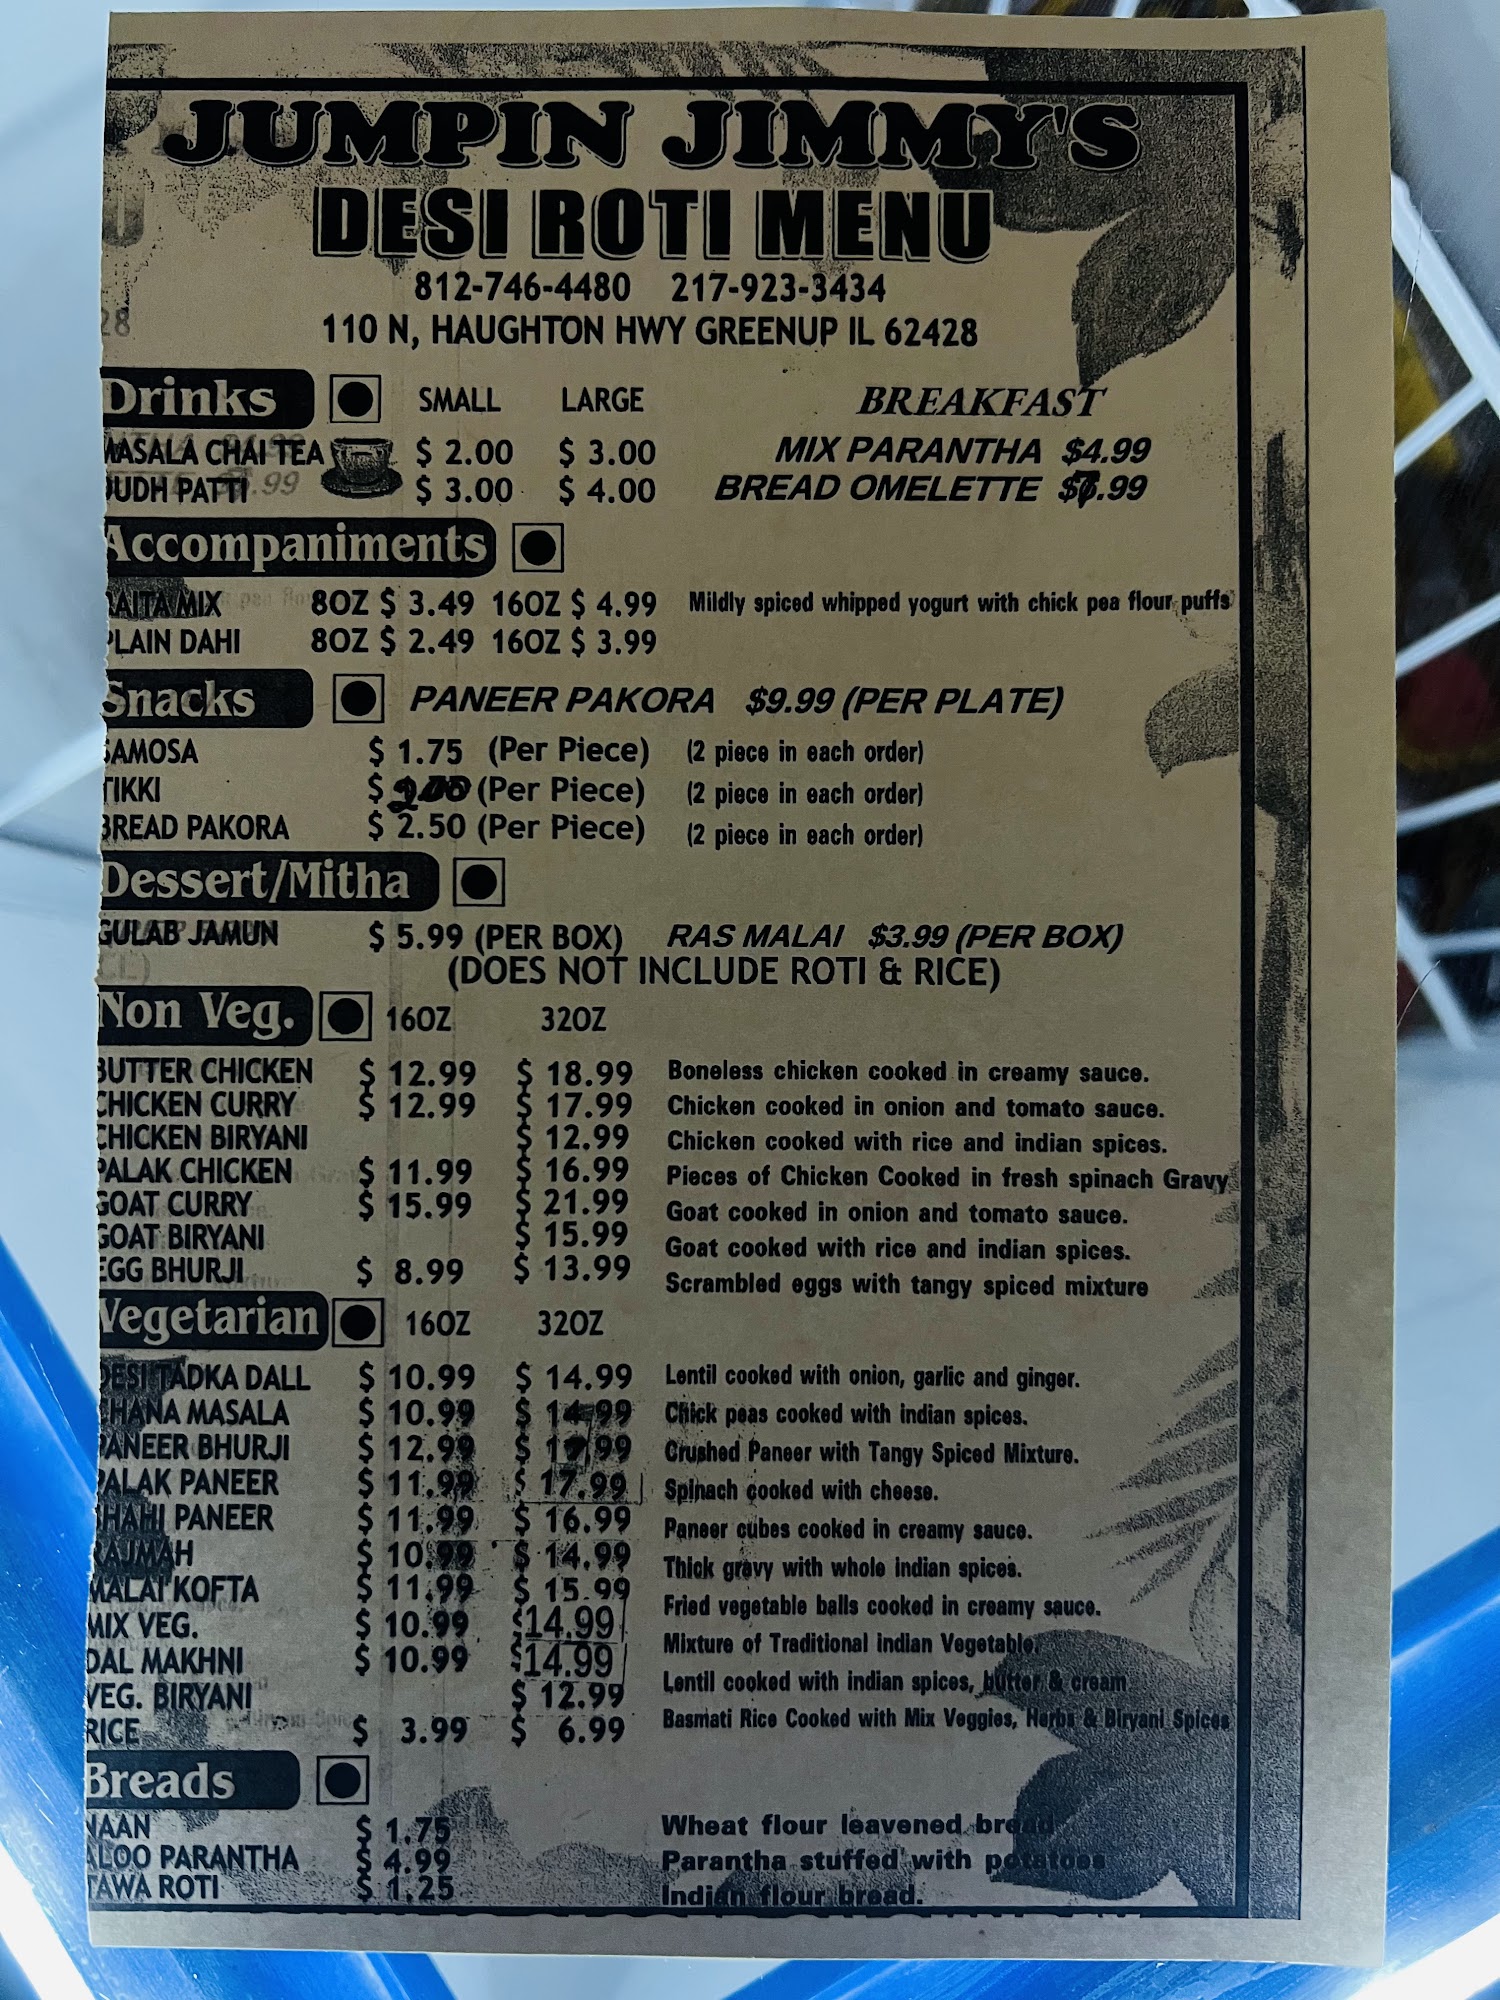 JUMPIN JIMMY'S
DESI ROTI MENU
812-746-4480 217-923-3434
110 N, HAUGHTON HWY GREENUP IL 62428
Drinks SMALL LARGE BREAKFAST
MASALA CHAI TEA $ 2.00 $ 3.00 MIX PARANTHA $4.99
DUDH PATTI $ 3.00 $ 4.00 BREAD OMELETTE $7.99
Accompaniments
RAITA MIX 8OZ $ 3.49 16OZ $ 4.99 Mildly spiced whipped yogurt with chick pea flour puffs
PLAIN DAHI 8OZ $ 2.49 16OZ $ 3.99
Snacks PANEER PAKORA $9.99 (PER PLATE)
SAMOSA $ 1.75 (Per Piece) (2 piece in each order)
TIKKI $ 2.00 (Per Piece) (2 piece in each order)
BREAD PAKORA $ 2.50 (Per Piece) (2 piece in each order)
Dessert/Mitha
GULAB JAMUN $ 5.99 (PER BOX) RAS MALAI $3.99 (PER BOX)
(DOES NOT INCLUDE ROTI & RICE)
Non Veg. 16OZ 32OZ
BUTTER CHICKEN $ 12.99 $ 18.99 Boneless chicken cooked in creamy sauce.
CHICKEN CURRY $ 12.99 $ 17.99 Chicken cooked in onion and tomato sauce.
CHICKEN BIRYANI $ 12.99 Chicken cooked with rice and indian spices.
PALAK CHICKEN $ 11.99 $ 16.99 Pieces of Chicken Cooked in fresh spinach Gravy
GOAT CURRY $ 15.99 $ 21.99 Goat cooked in onion and tomato sauce.
GOAT BIRYANI $ 15.99 Goat cooked with rice and indian spices.
EGG BHURJI $ 8.99 $ 13.99 Scrambled eggs with tangy spiced mixture
Vegetarian 16OZ 32OZ
DESI TADKA DALL $ 10.99 $ 14.99 Lentil cooked with onion, garlic and ginger.
CHANA MASALA $ 10.99 $ 14.99 Chick peas cooked with indian spices.
PANEER BHURJI $ 12.99 $ Crushed Paneer with Tangy Spiced Mixture.
PALAK PANEER $ 11.99 $ 17.99 Spinach cooked with cheese.
SHAHI PANEER $ 11.99 $ 16.99 Paneer cubes cooked in creamy sauce.
RAJMAH $ 10.99 $ 14.99 Thick gravy with whole indian spices.
MALAI KOFTA $ 11.99 $ 15.99 Fried vegetable balls cooked in creamy sauce.
MIX VEG. $ 10.99 $14.99 Mixture of Traditional indian Vegetable.
DAL MAKHNI $ 10.99 $14.99 Lentil cooked with indian spices, butter & cream
VEG. BIRYANI $ 12.99 Basmati Rice Cooked with Mix Veggies, Herbs & Biryani Spices
RICE $ 3.99 $ 6.99
Breads
NAAN $ 1.75 Wheat flour leavened bread
ALOO PARANTHA $ 4.99 Parantha stuffed with potatoes
TAWA ROTI $ 1.25 Indian flour bread.